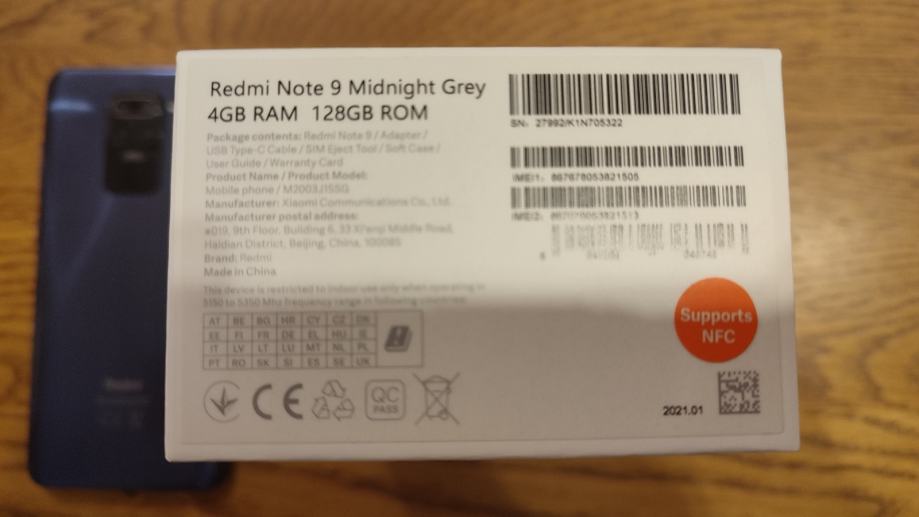 Redmi Note 9 Midnight Grey
4GB RAM 128GB ROM
Package contents: Redmi Note 9 / Adapter /
USB Type-C Cable / SIM Eject Tool / Soft Case /
User Guide / Warranty Card
Product Name / Product Model:
Mobile phone / M2003J15SG
Manufacturer: Xiaomi Communications Co., Ltd.
Manufacturer postal address:
#019, 9th Floor, Building 6, 33 Xi'erqi Middle Road,
Haidian District, Beijing, China, 100085
Brand: Redmi
Made in China
This device is restricted to indoor use only when operating in
5150 to 5350 Mhz frequency range in following countries:
AT BE BG HR CY CZ DK
EE FI FR DE EL HU IE
IT LV LT LU MT NL PL
PT RO SK SI ES SE UK
CE
QC
PASS
SN: 27992/K1N705322
IMEI1: 867678053821505
IMEI2:
Supports
NFC
2021.01
Redmi